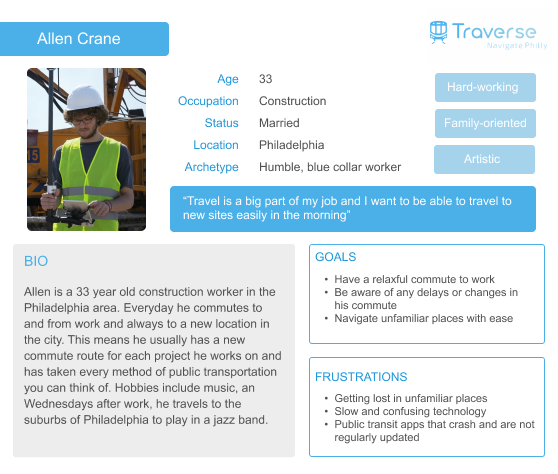 Allen Crane
Traverse
Navigate Philly
Age 33
Occupation Construction
Status Married
Location Philadelphia
Archetype Humble, blue collar worker
Hard-working
Family-oriented
Artistic
“Travel is a big part of my job and I want to be able to travel to
new sites easily in the morning”
BIO
Allen is a 33 year old construction worker in the
Philadelphia area. Everyday he commutes to
and from work and always to a new location in
the city. This means he usually has a new
commute route for each project he works on and
has taken every method of public transportation
you can think of. Hobbies include music, an
Wednesdays after work, he travels to the
suburbs of Philadelphia to play in a jazz band.
GOALS
• Have a relaxful commute to work
• Be aware of any delays or changes in
his commute
• Navigate unfamiliar places with ease
FRUSTRATIONS
• Getting lost in unfamiliar places
• Slow and confusing technology
• Public transit apps that crash and are not
regularly updated